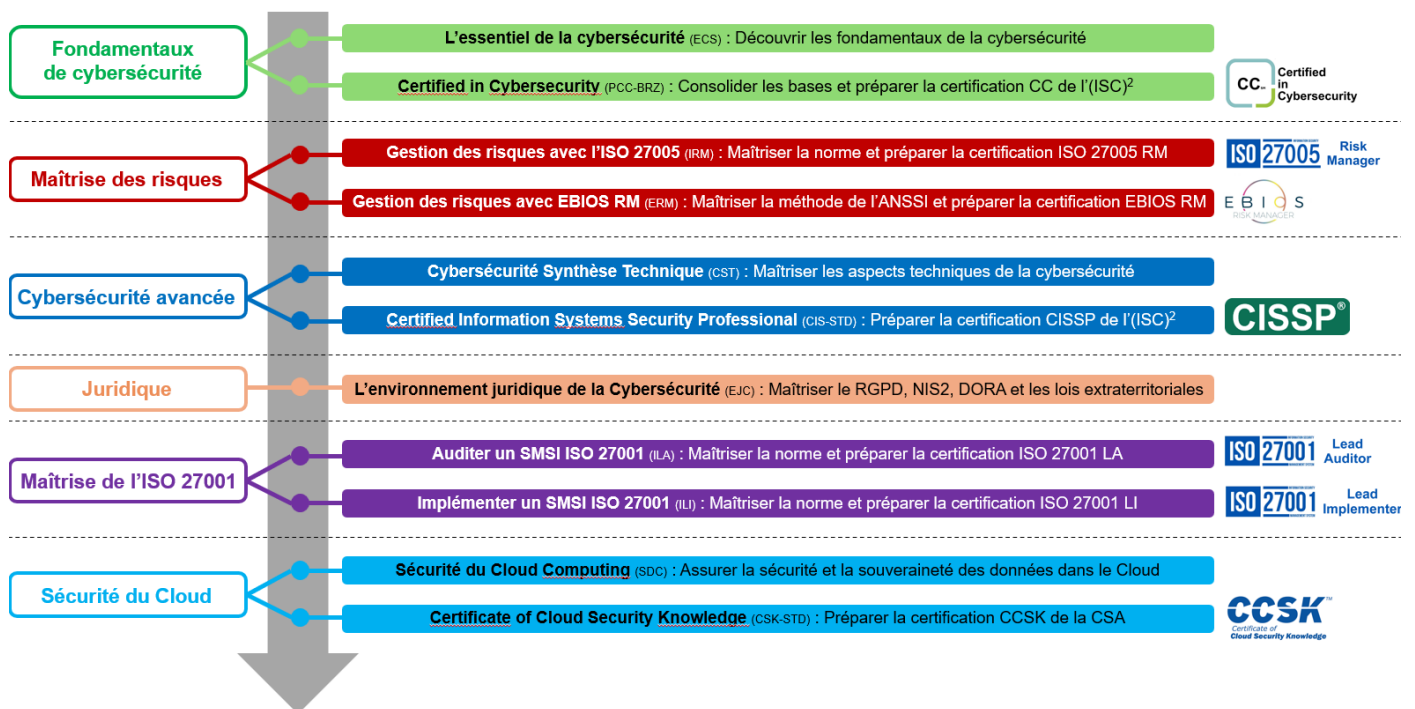 Fondamentaux
de cybersécurité
L'essentiel de la cybersécurité (ECS) : Découvrir les fondamentaux de la cybersécurité
Certified in Cybersecurity (PCC-BRZ) : Consolider les bases et préparer la certification CC de l'(ISC)²
CC℠ Certified
in
Cybersecurity
Maîtrise des risques
Gestion des risques avec l'ISO 27005 (IRM) : Maîtriser la norme et préparer la certification ISO 27005 RM
ISO 27005 Risk
Manager
Gestion des risques avec EBIOS RM (ERM) : Maîtriser la méthode de l'ANSSI et préparer la certification EBIOS RM
EBIOS
RISK MANAGER
Cybersécurité avancée
Cybersécurité Synthèse Technique (CST) : Maîtriser les aspects techniques de la cybersécurité
Certified Information Systems Security Professional (CIS-STD) : Préparer la certification CISSP de l'(ISC)²
CISSP®
Juridique
L'environnement juridique de la Cybersécurité (EJC) : Maîtriser le RGPD, NIS2, DORA et les lois extraterritoriales
Maîtrise de l'ISO 27001
Auditer un SMSI ISO 27001 (ILA) : Maîtriser la norme et préparer la certification ISO 27001 LA
ISO 27001 Lead
Auditor
Implémenter un SMSI ISO 27001 (ILI) : Maîtriser la norme et préparer la certification ISO 27001 LI
ISO 27001 Lead
Implementer
Sécurité du Cloud
Sécurité du Cloud Computing (SDC) : Assurer la sécurité et la souveraineté des données dans le Cloud
Certificate of Cloud Security Knowledge (CSK-STD) : Préparer la certification CCSK de la CSA
CCSK™
Certificate of
Cloud Security Knowledge